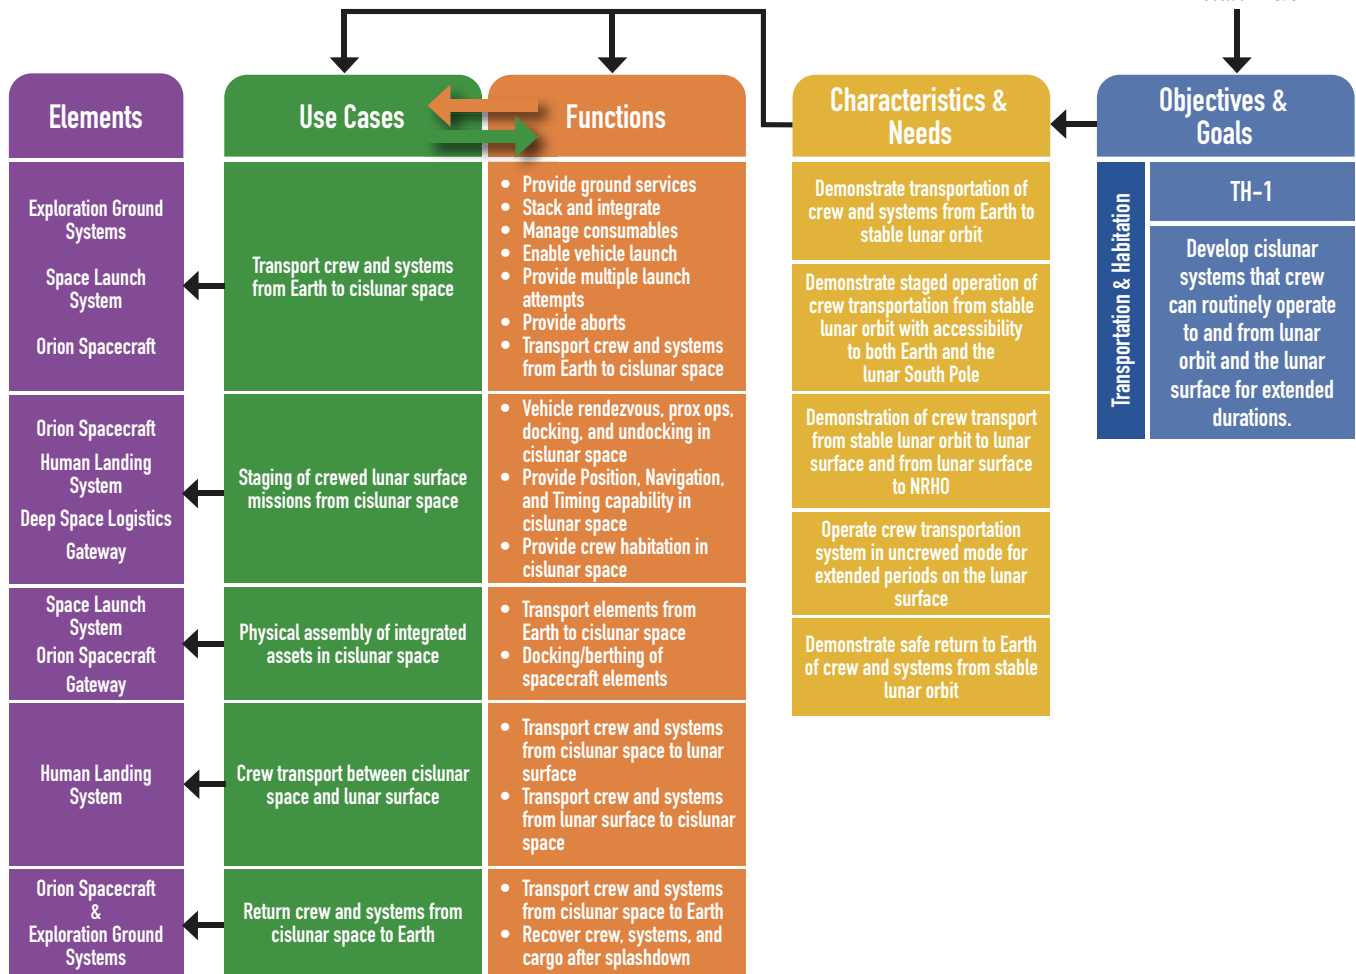 Elements
Exploration Ground
Systems
Space Launch
System
Orion Spacecraft
Orion Spacecraft
Human Landing
System
Deep Space Logistics
Gateway
Space Launch
System
Orion Spacecraft
Gateway
Human Landing
System
Orion Spacecraft
&
Exploration Ground
Systems
Use Cases
Transport crew and systems
from Earth to cislunar space
Staging of crewed lunar surface
missions from cislunar space
Physical assembly of integrated
assets in cislunar space
Crew transport between cislunar
space and lunar surface
Return crew and systems from
cislunar space to Earth
Functions
• Provide ground services
• Stack and integrate
• Manage consumables
• Enable vehicle launch
• Provide multiple launch
attempts
• Provide aborts
• Transport crew and systems
from Earth to cislunar space
• Vehicle rendezvous, prox ops,
docking, and undocking in
cislunar space
• Provide Position, Navigation,
and Timing capability in
cislunar space
• Provide crew habitation in
cislunar space
• Transport elements from
Earth to cislunar space
• Docking/berthing of
spacecraft elements
• Transport crew and systems
from cislunar space to lunar
surface
• Transport crew and systems
from lunar surface to cislunar
space
• Transport crew and systems
from cislunar space to Earth
• Recover crew, systems, and
cargo after splashdown
Characteristics &
Needs
Demonstrate transportation of
crew and systems from Earth to
stable lunar orbit
Demonstrate staged operation of
crew transportation from stable
lunar orbit with accessibility
to both Earth and the
lunar South Pole
Demonstration of crew transport
from stable lunar orbit to lunar
surface and from lunar surface
to NRHO
Operate crew transportation
system in uncrewed mode for
extended periods on the lunar
surface
Demonstrate safe return to Earth
of crew and systems from stable
lunar orbit
Objectives &
Goals
Transportation & Habitation
TH-1
Develop cislunar
systems that crew
can routinely operate
to and from lunar
orbit and the lunar
surface for extended
durations.